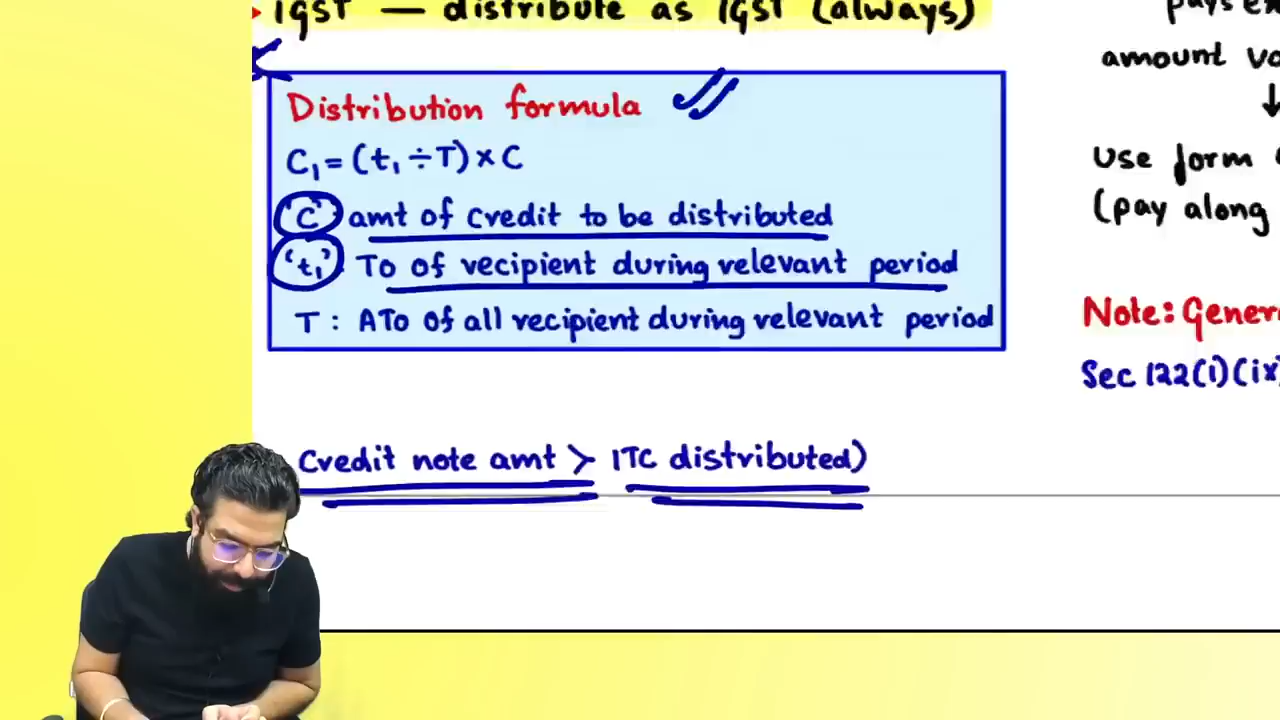 IGST — distribute as IGST (always)
Distribution formula
C₁ = (t₁ ÷ T) × C
'C' amt of credit to be distributed
't₁' : To of recipient during relevant period
T : ATO of all recipient during relevant period
Credit note amt > ITC distributed)
amount
↓
Use form
(pay along
Note: Gener
Sec 122(1)(ix)